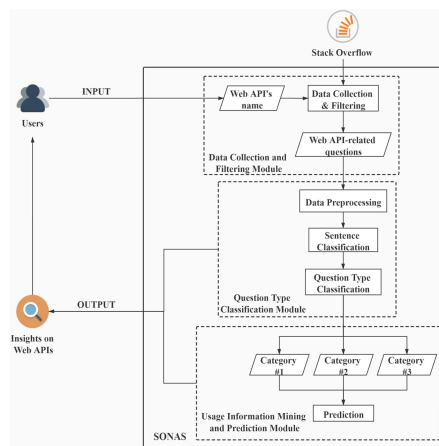 Stack Overflow
INPUT
Users
Web API's
name
Data Collection
& Filtering
Web API-related
questions
Data Collection and
Filtering Module
Data Preprocessing
Sentence
Classification
Question Type
Classification
Question Type
Classification Module
OUTPUT
Insights on
Web APIs
Category
#1
Category
#2
Category
#3
Prediction
Usage Information Mining
and Prediction Module
SONAS